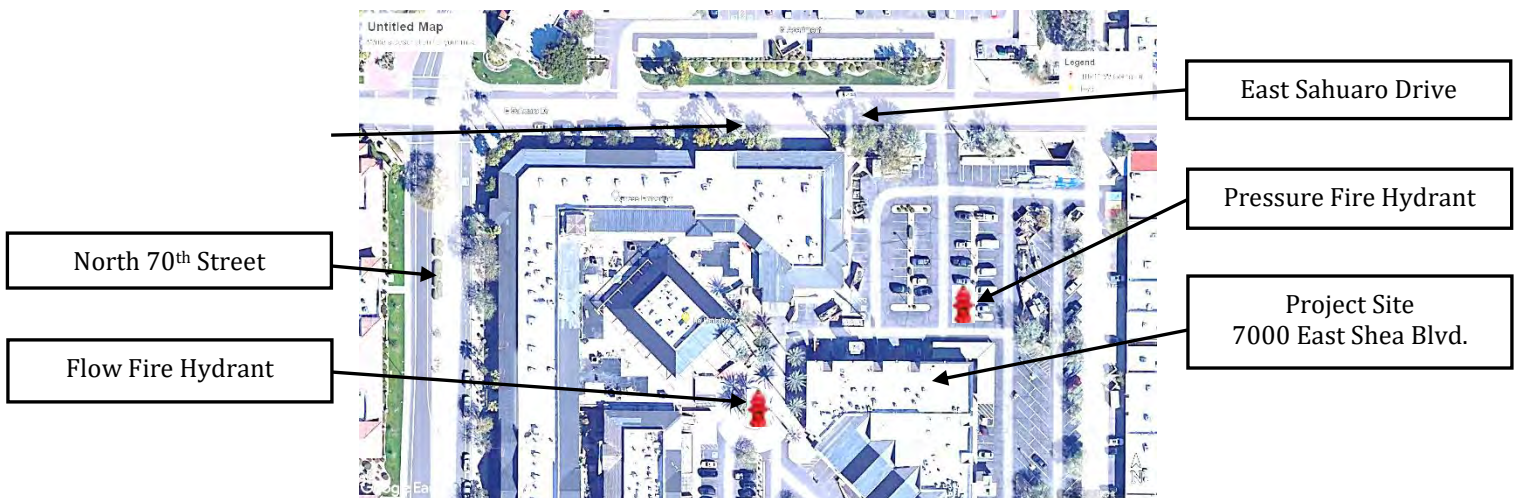 Untitled Map
Legend
East Sahuaro Drive
Pressure Fire Hydrant
North 70th Street
Project Site
7000 East Shea Blvd.
Flow Fire Hydrant